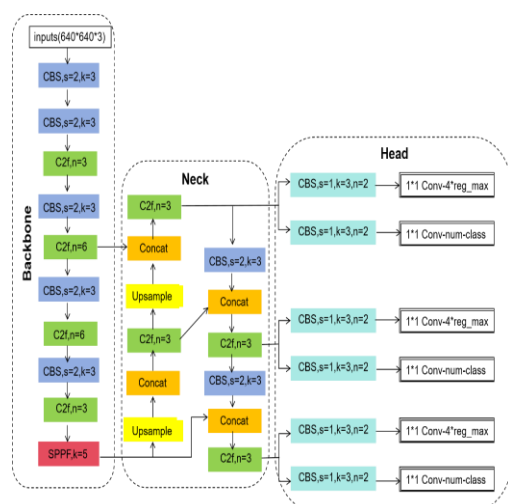 Backbone
inputs(640*640*3)
CBS,s=2,k=3
CBS,s=2,k=3
C2f,n=3
CBS,s=2,k=3
C2f,n=6
CBS,s=2,k=3
C2f,n=6
CBS,s=2,k=3
C2f,n=3
SPPF,k=5
Neck
C2f,n=3
Concat
Upsample
C2f,n=3
Concat
Upsample
CBS,s=2,k=3
Concat
C2f,n=3
CBS,s=2,k=3
Concat
C2f,n=3
Head
CBS,s=1,k=3,n=2
1*1 Conv-4*reg_max
CBS,s=1,k=3,n=2
1*1 Conv-num-class
CBS,s=1,k=3,n=2
1*1 Conv-4*reg_max
CBS,s=1,k=3,n=2
1*1 Conv-num-class
CBS,s=1,k=3,n=2
1*1 Conv-4*reg_max
CBS,s=1,k=3,n=2
1*1 Conv-num-class